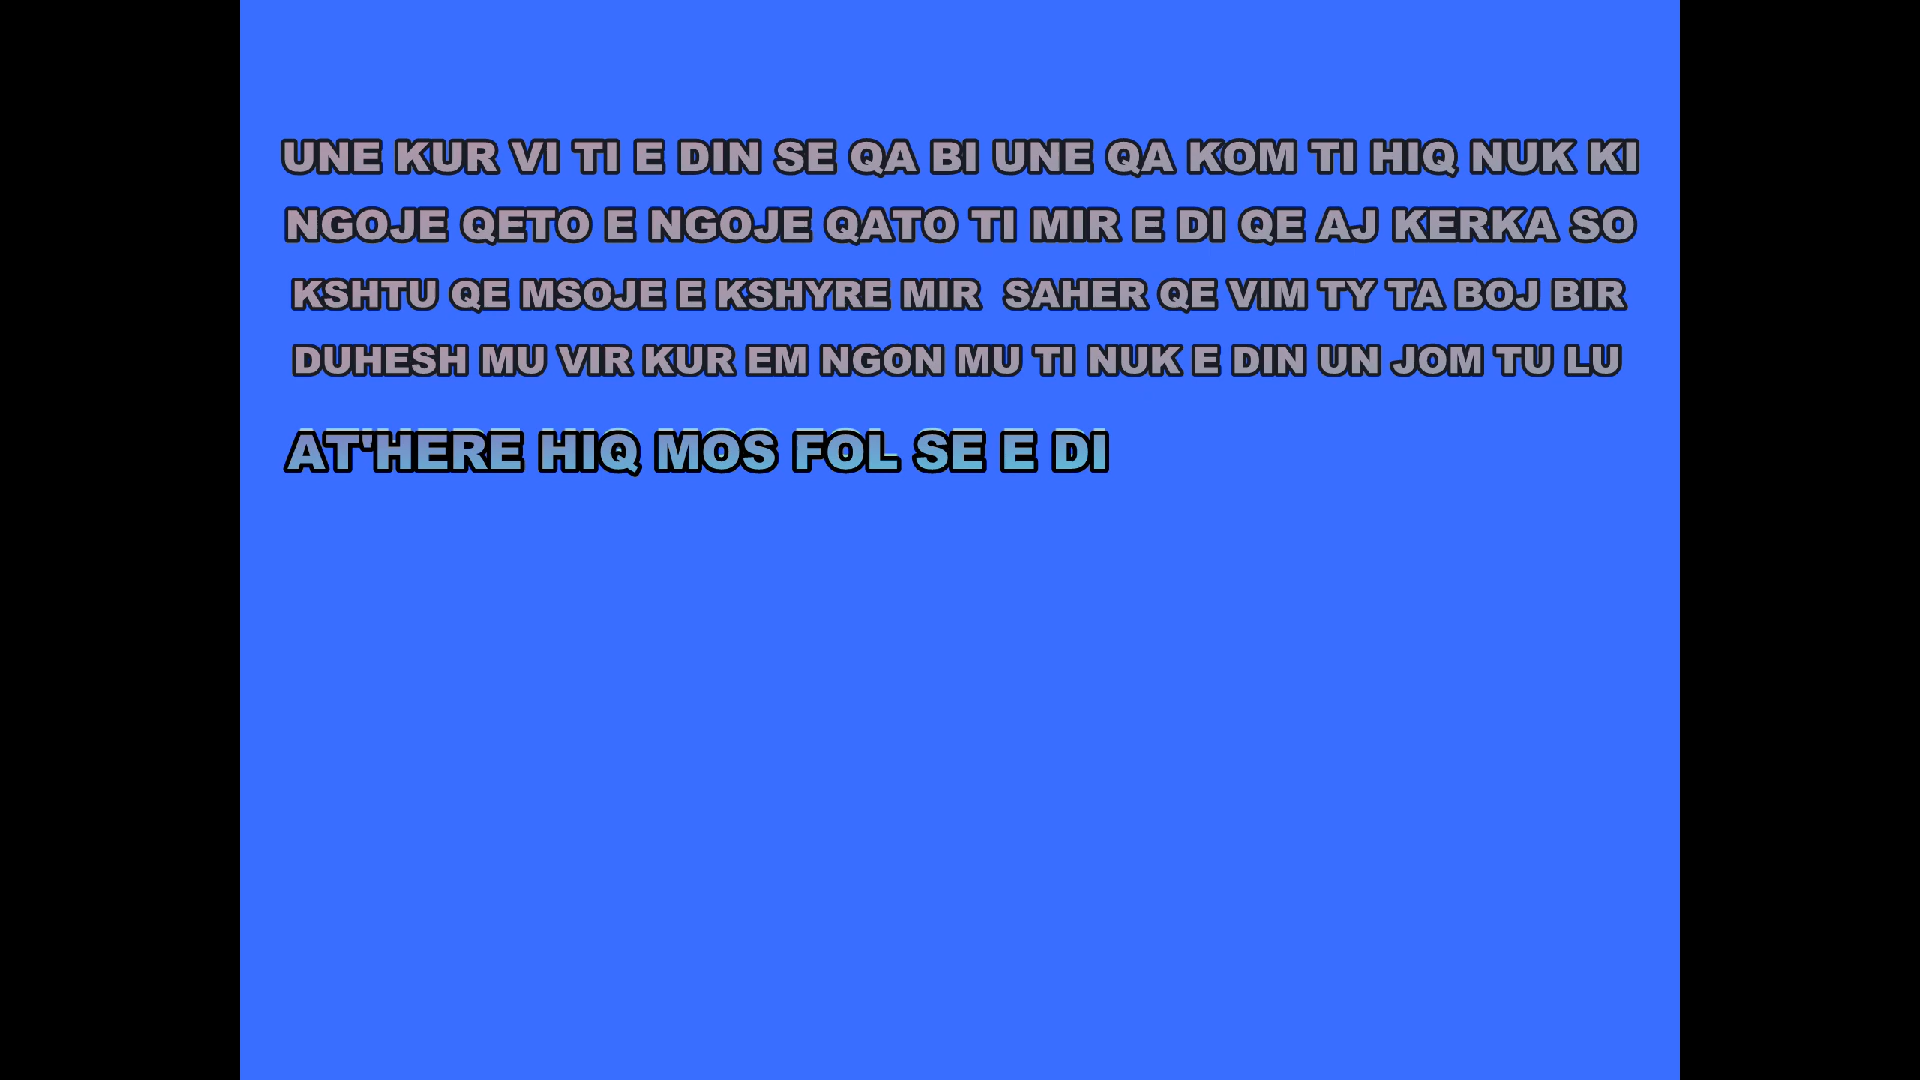 UNE KUR VI TI E DIN SE QA BI UNE QA KOM TI HIQ NUK KI
NGOJE QETO E NGOJE QATO TI MIR E DI QE AJ KERKA SO
KSHTU QE MSOJE E KSHYRE MIR SAHER QE VIM TY TA BOJ BIR
DUHESH MU VIR KUR EM NGON MU TI NUK E DIN UN JOM TU LU
AT'HERE HIQ MOS FOL SE E DI